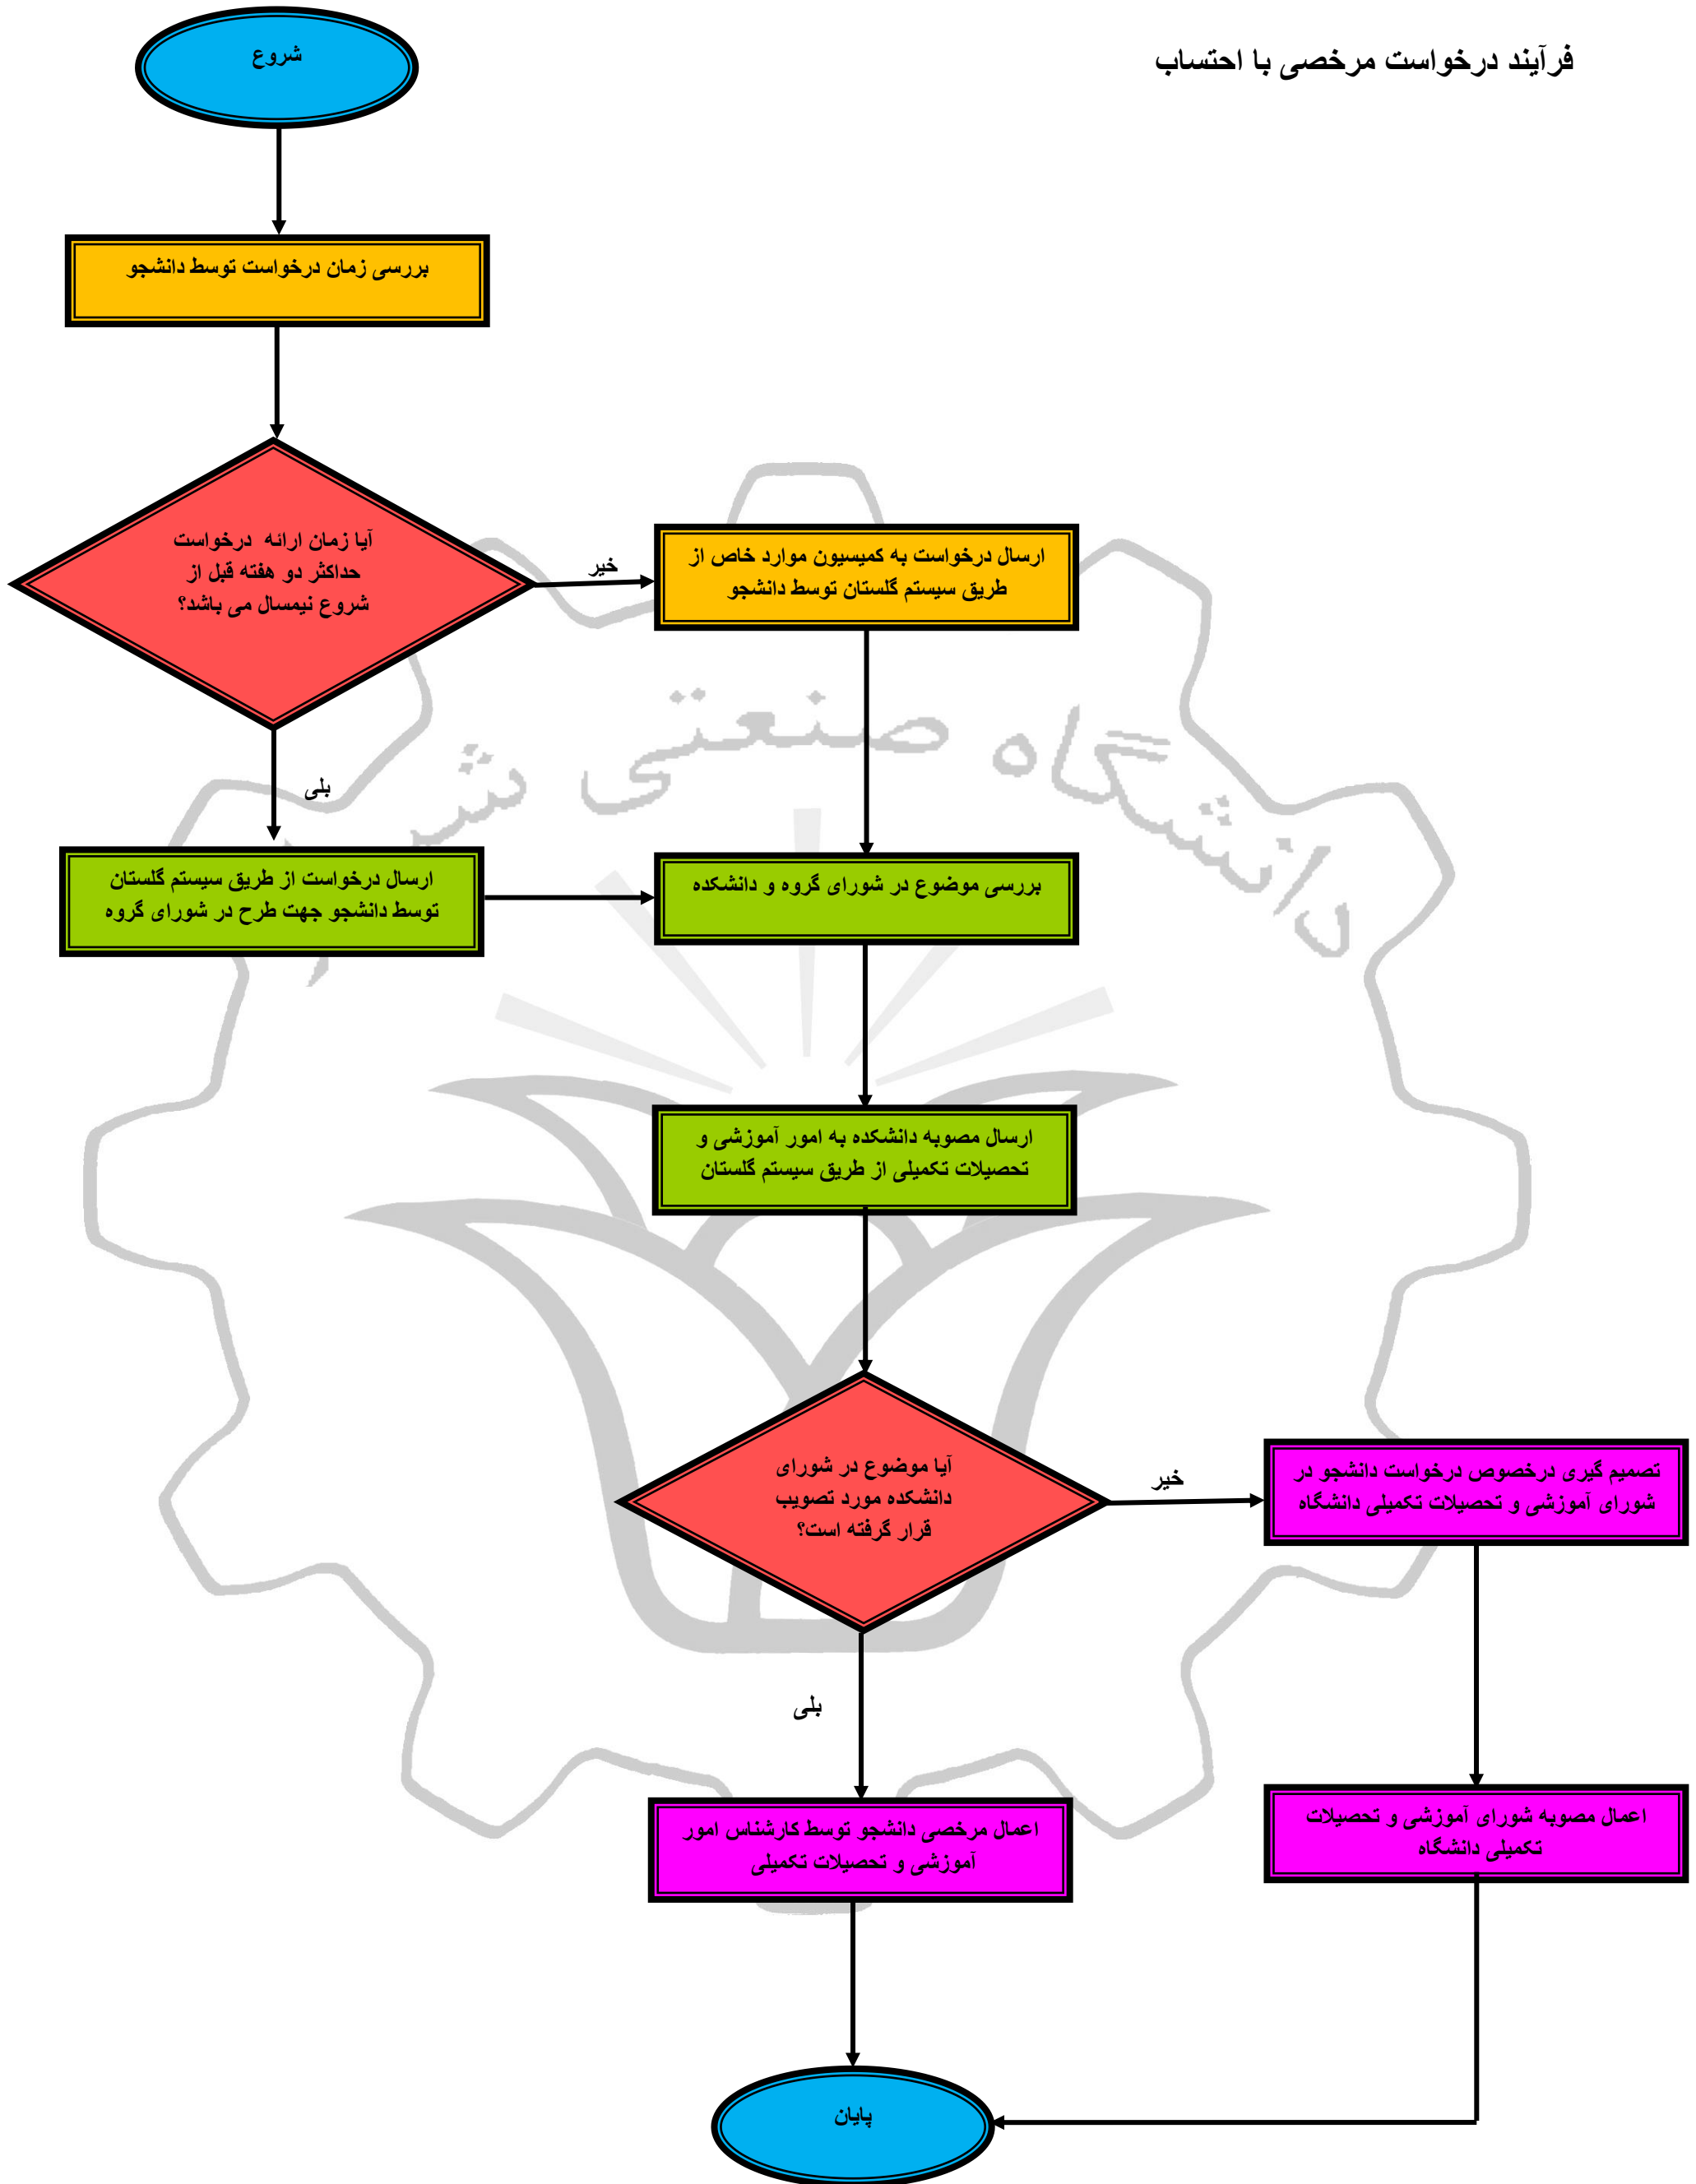 فرآیند درخواست مرخصی با احتساب
شروع
بررسی زمان درخواست توسط دانشجو
آیا زمان ارائه درخواست
حداکثر دو هفته قبل از
شروع نیمسال می باشد؟
خیر
ارسال درخواست به کمیسیون موارد خاص از
طریق سیستم گلستان توسط دانشجو
بلی
ارسال درخواست از طریق سیستم گلستان
توسط دانشجو جهت طرح در شورای گروه
بررسی موضوع در شورای گروه و دانشکده
ارسال مصوبه دانشکده به امور آموزشی و
تحصیلات تکمیلی از طریق سیستم گلستان
آیا موضوع در شورای
دانشکده مورد تصویب
قرار گرفته است؟
خیر
تصمیم گیری درخصوص درخواست دانشجو در
شورای آموزشی و تحصیلات تکمیلی دانشگاه
بلی
اعمال مرخصی دانشجو توسط کارشناس امور
آموزشی و تحصیلات تکمیلی
اعمال مصوبه شورای آموزشی و تحصیلات
تکمیلی دانشگاه
پایان
دانشگاه صنعتی